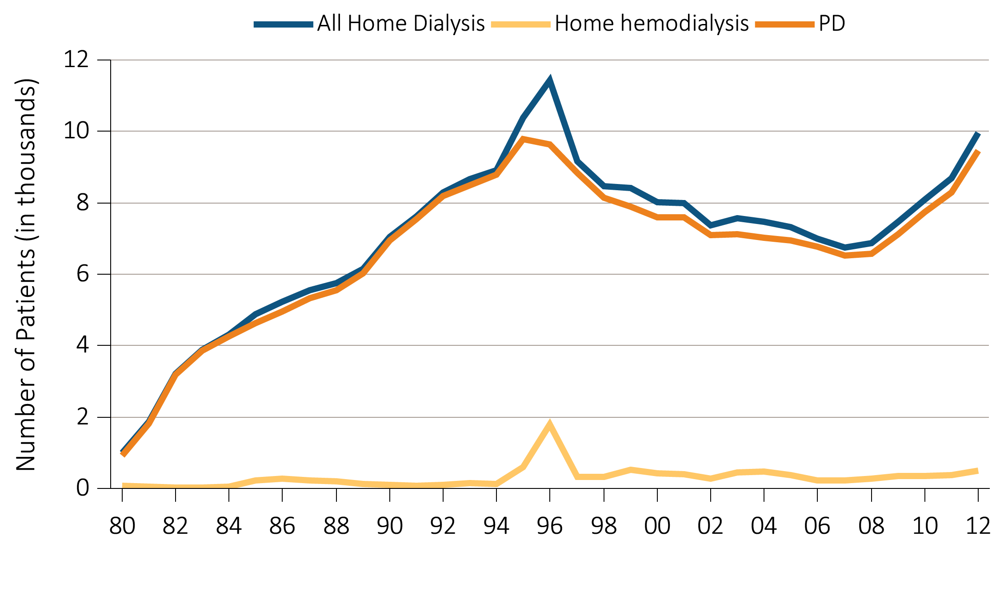 All Home Dialysis Home hemodialysis PD
Number of Patients (in thousands)
12
10
8
6
4
2
0
80 82 84 86 88 90 92 94 96 98 00 02 04 06 08 10 12